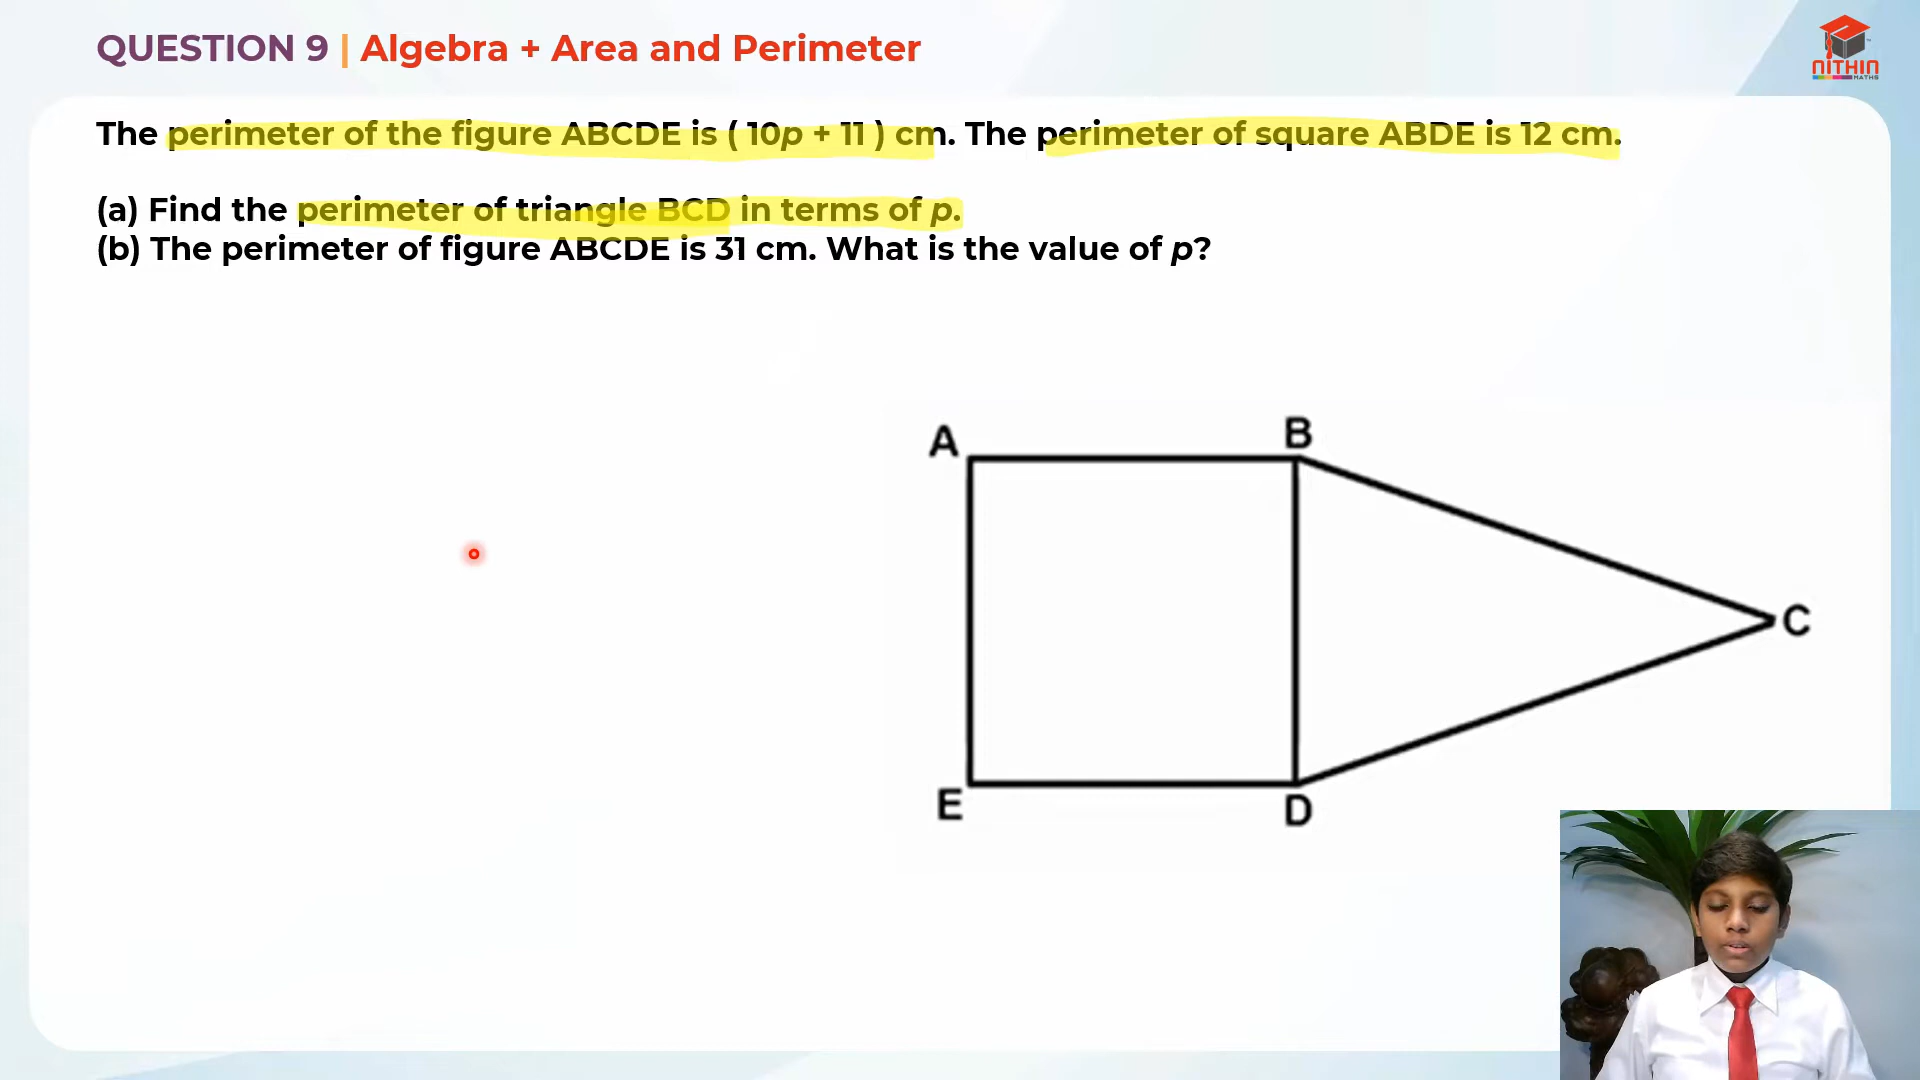 QUESTION 9 | Algebra + Area and Perimeter
NITHIN
MATHS
The perimeter of the figure ABCDE is ( 10p + 11 ) cm. The perimeter of square ABDE is 12 cm.
(a) Find the perimeter of triangle BCD in terms of p.
(b) The perimeter of figure ABCDE is 31 cm. What is the value of p?
A
B
C
E
D